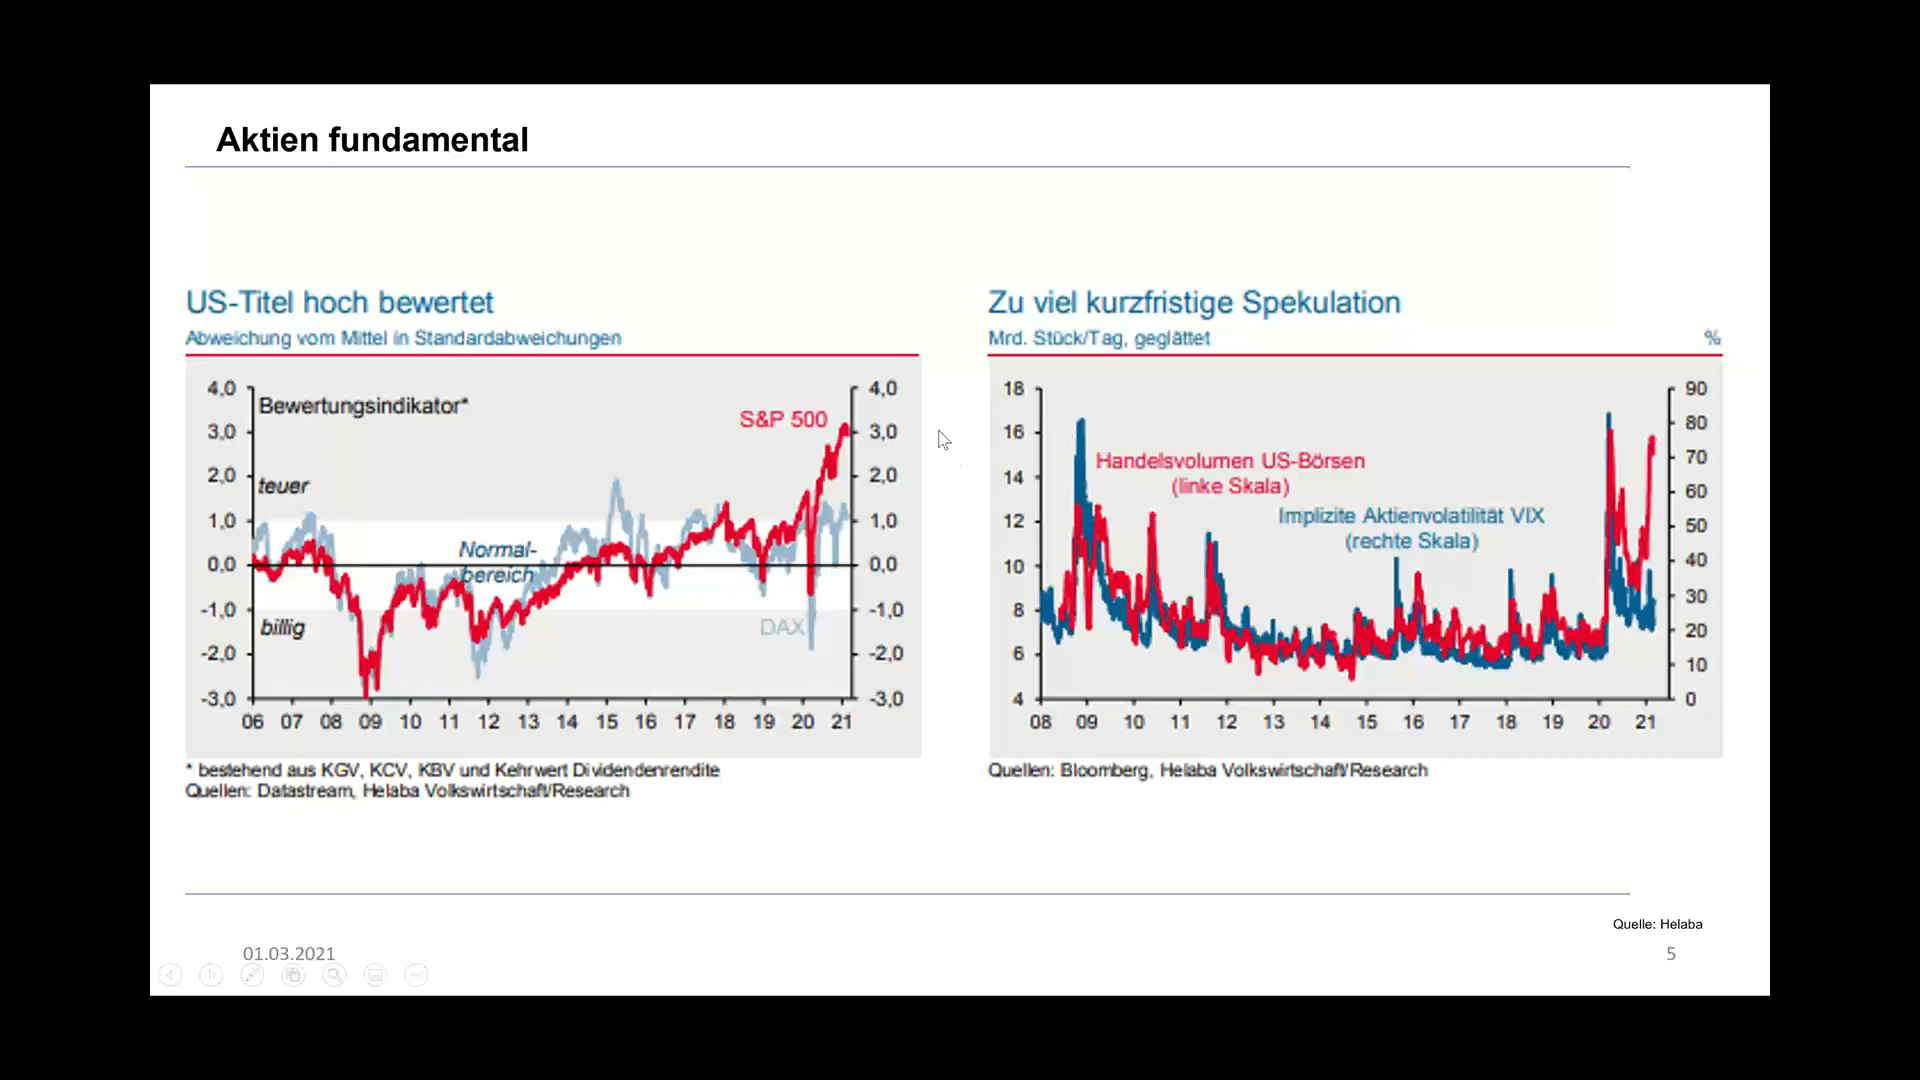 Aktien fundamental
US-Titel hoch bewertet
Abweichung vom Mittel in Standardabweichungen
4,0
3,0
2,0
1,0
0,0
-1,0
-2,0
-3,0
Bewertungsindikator*
S&P 500
teuer
Normal-
bereich
billig
DAX
4,0
3,0
2,0
1,0
0,0
-1,0
-2,0
-3,0
06 07 08 09 10 11 12 13 14 15 16 17 18 19 20 21
* bestehend aus KGV, KCV, KBV und Kehrwert Dividendenrendite
Quellen: Datastream, Helaba Volkswirtschaft/Research
Zu viel kurzfristige Spekulation
Mrd. Stück/Tag, geglättet %
18
16
14
12
10
8
6
4
Handelsvolumen US-Börsen
(linke Skala)
Implizite Aktienvolatilität VIX
(rechte Skala)
90
80
70
60
50
40
30
20
10
0
08 09 10 11 12 13 14 15 16 17 18 19 20 21
Quellen: Bloomberg, Helaba Volkswirtschaft/Research
Quelle: Helaba
01.03.2021
5